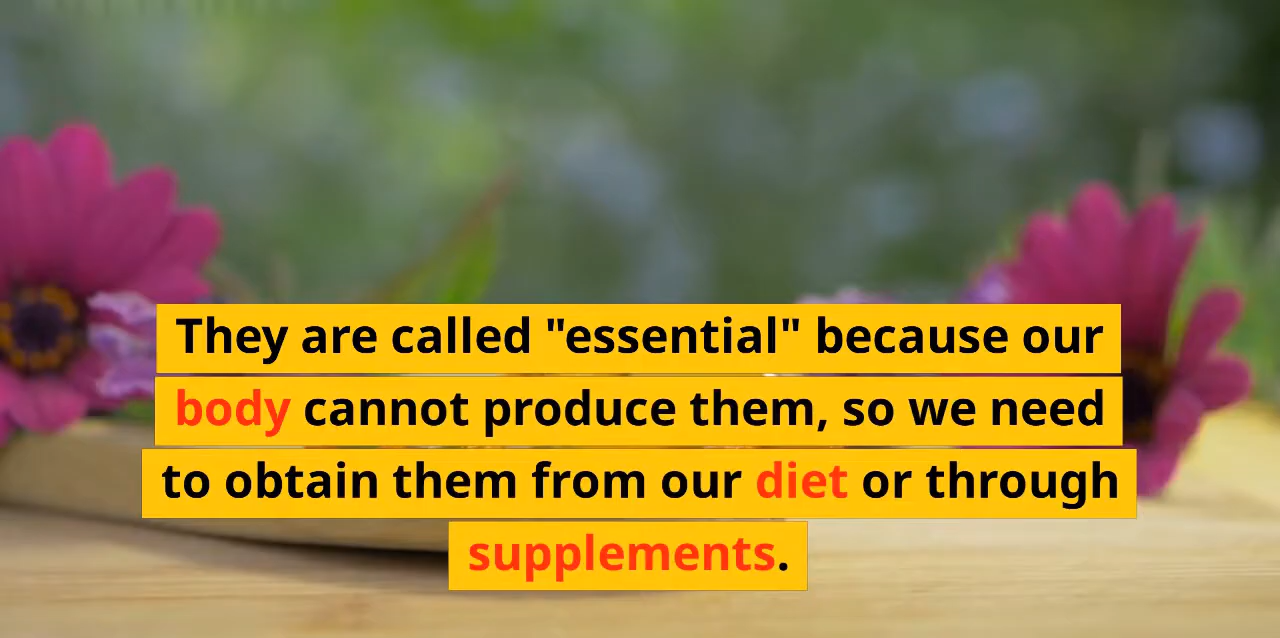 They are called "essential" because our
body cannot produce them, so we need
to obtain them from our diet or through
supplements.